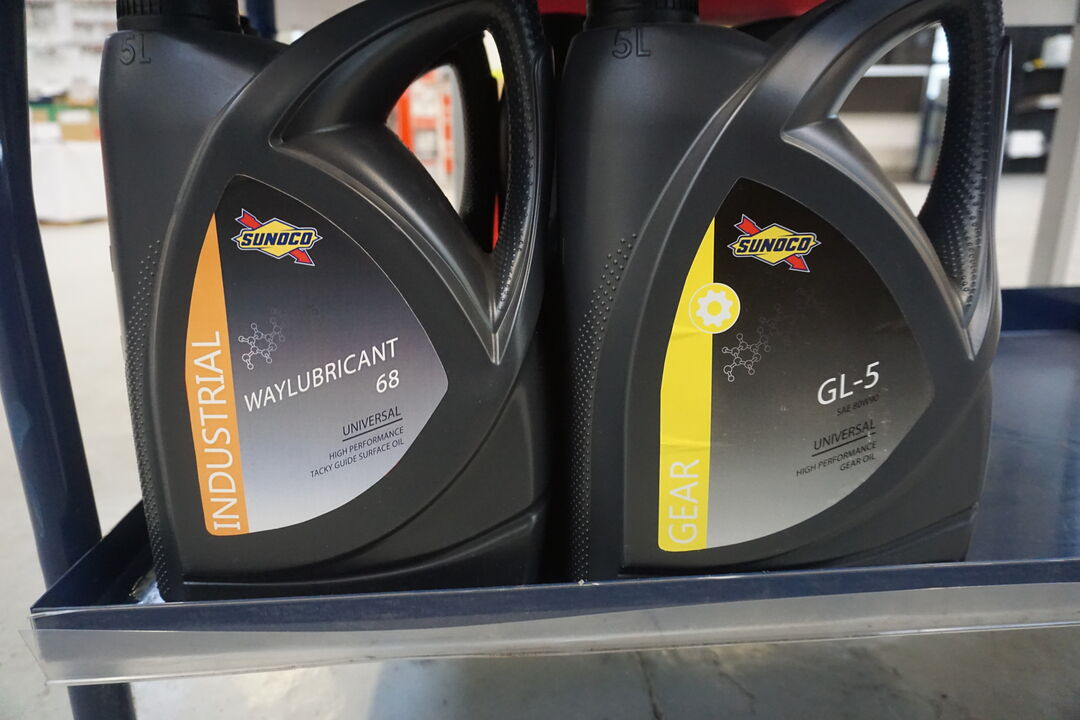 5L
SUNOCO
INDUSTRIAL
WAYLUBRICANT
68
UNIVERSAL
HIGH PERFORMANCE
TACKY GUIDE SURFACE OIL
5L
SUNOCO
GEAR
GL-5
SAE 80W90
UNIVERSAL
HIGH PERFORMANCE
GEAR OIL